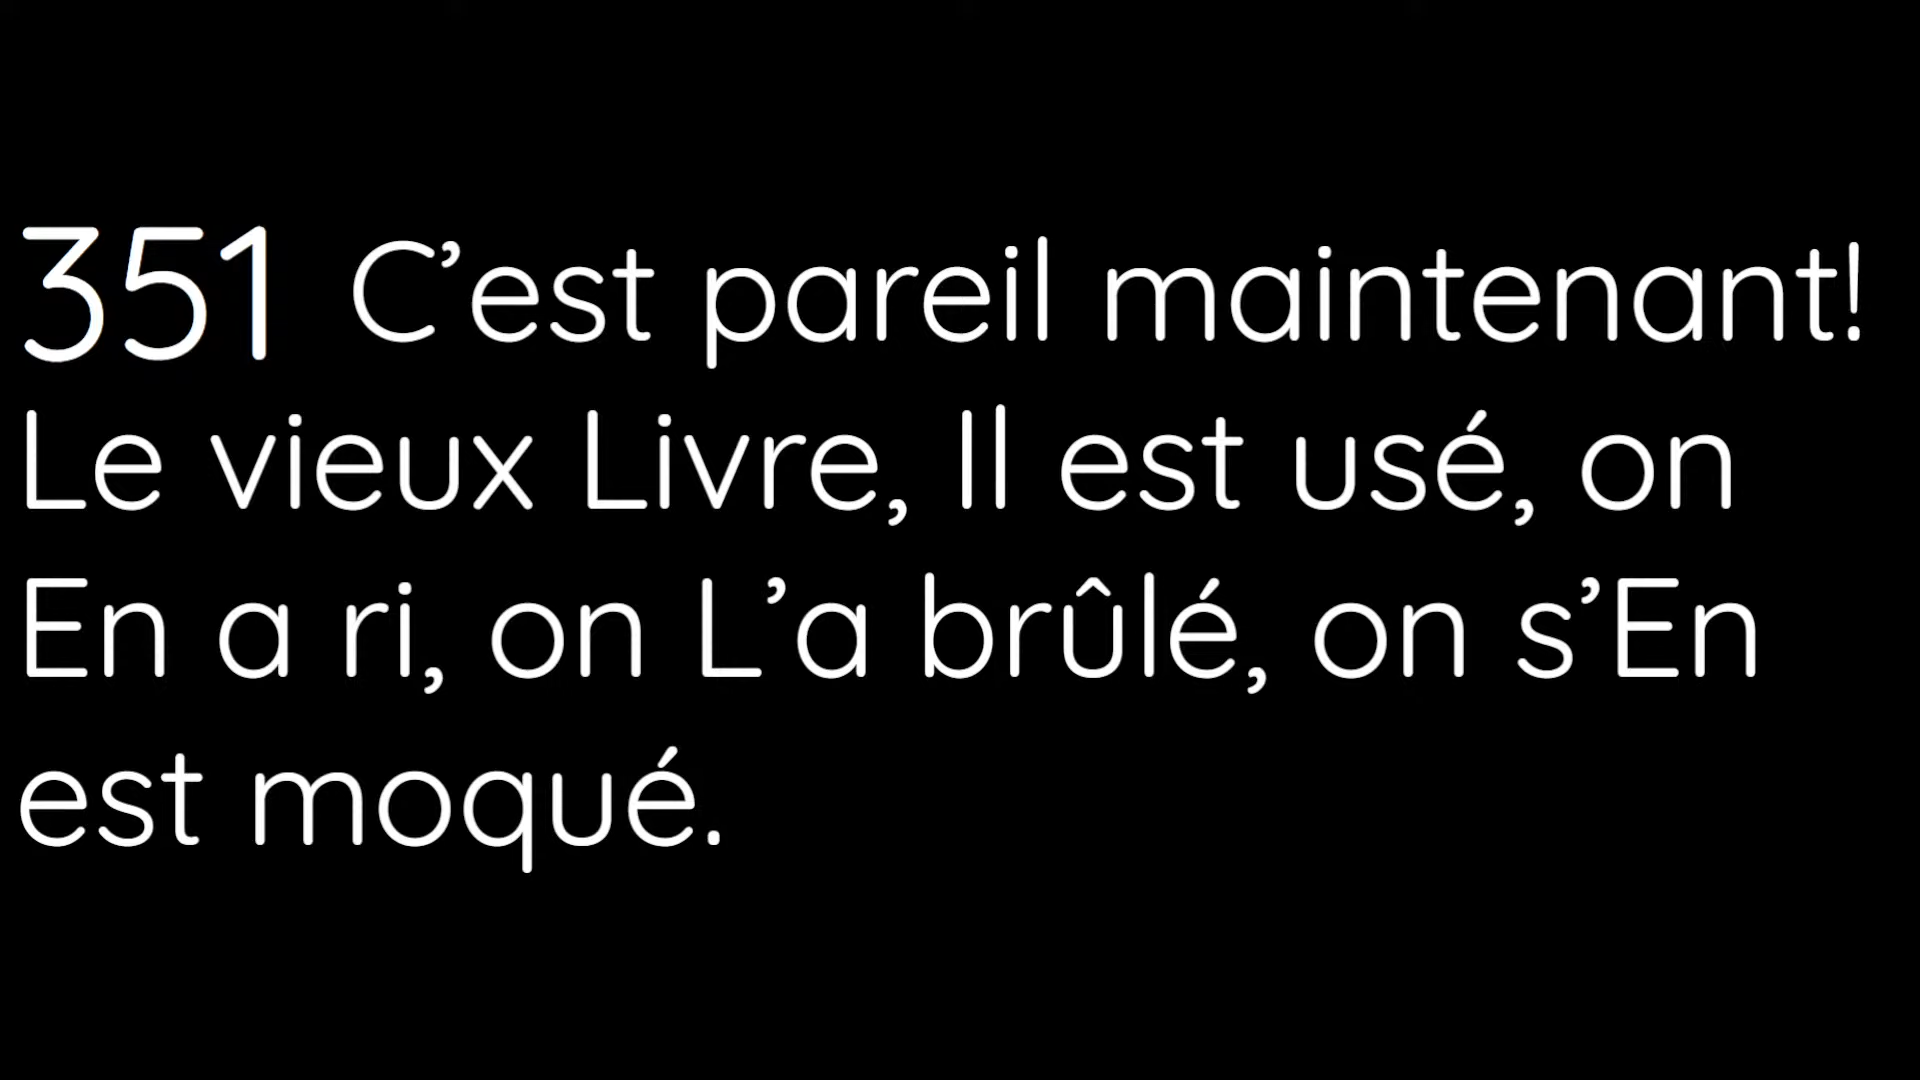 351 C’est pareil maintenant!
Le vieux Livre, Il est usé, on
En a ri, on L’a brûlé, on s’En
est moqué.